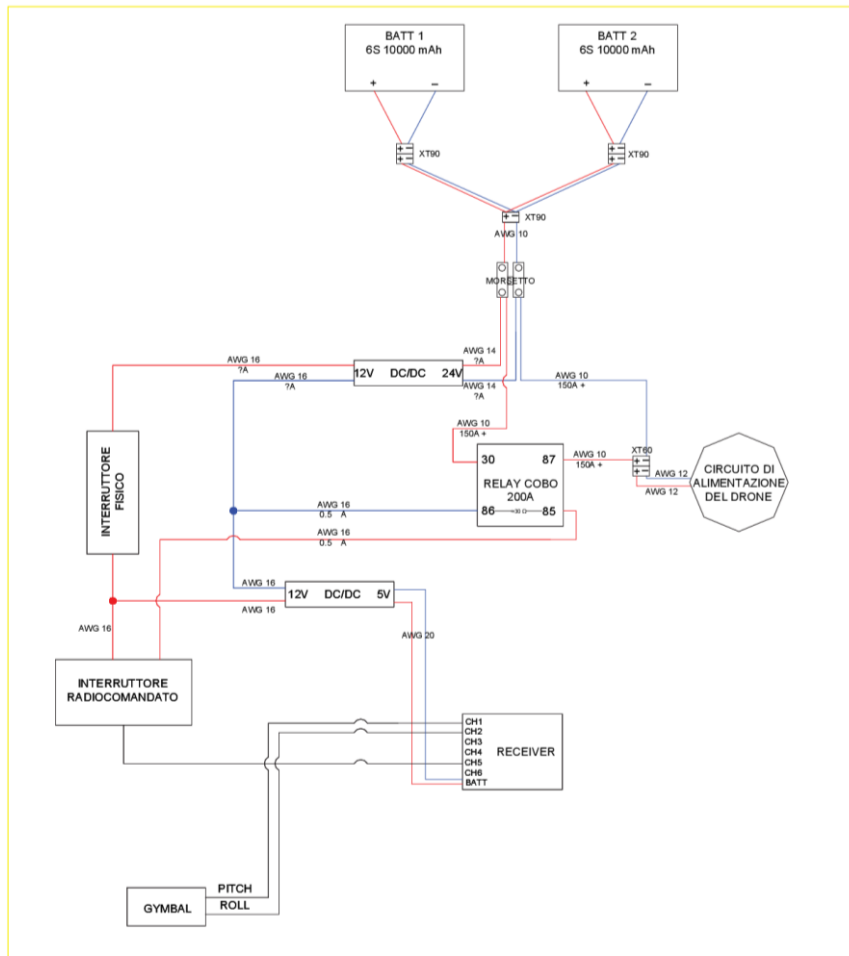 BATT 1
6S 10000 mAh
+ −
BATT 2
6S 10000 mAh
+ −
+ −
+ −
XT90
+ −
+ −
XT90
+ −
XT90
AWG 10
MORSETTO
AWG 16
?A
AWG 14
?A
12V DC/DC 24V
AWG 16
?A
AWG 14
?A
AWG 10
150A +
AWG 10
150A +
INTERRUTTORE
FISICO
30 87
RELAY COBO
200A
86 85
AWG 10
150A +
XT60
+ −
+ −
AWG 12
AWG 12
CIRCUITO DI
ALIMENTAZIONE
DEL DRONE
AWG 16
0.5 A
AWG 16
0.5 A
AWG 16
12V DC/DC 5V
AWG 16
AWG 16
AWG 20
INTERRUTTORE
RADIOCOMANDATO
CH1
CH2
CH3
CH4
CH5
CH6
BATT
RECEIVER
PITCH
GYMBAL
ROLL